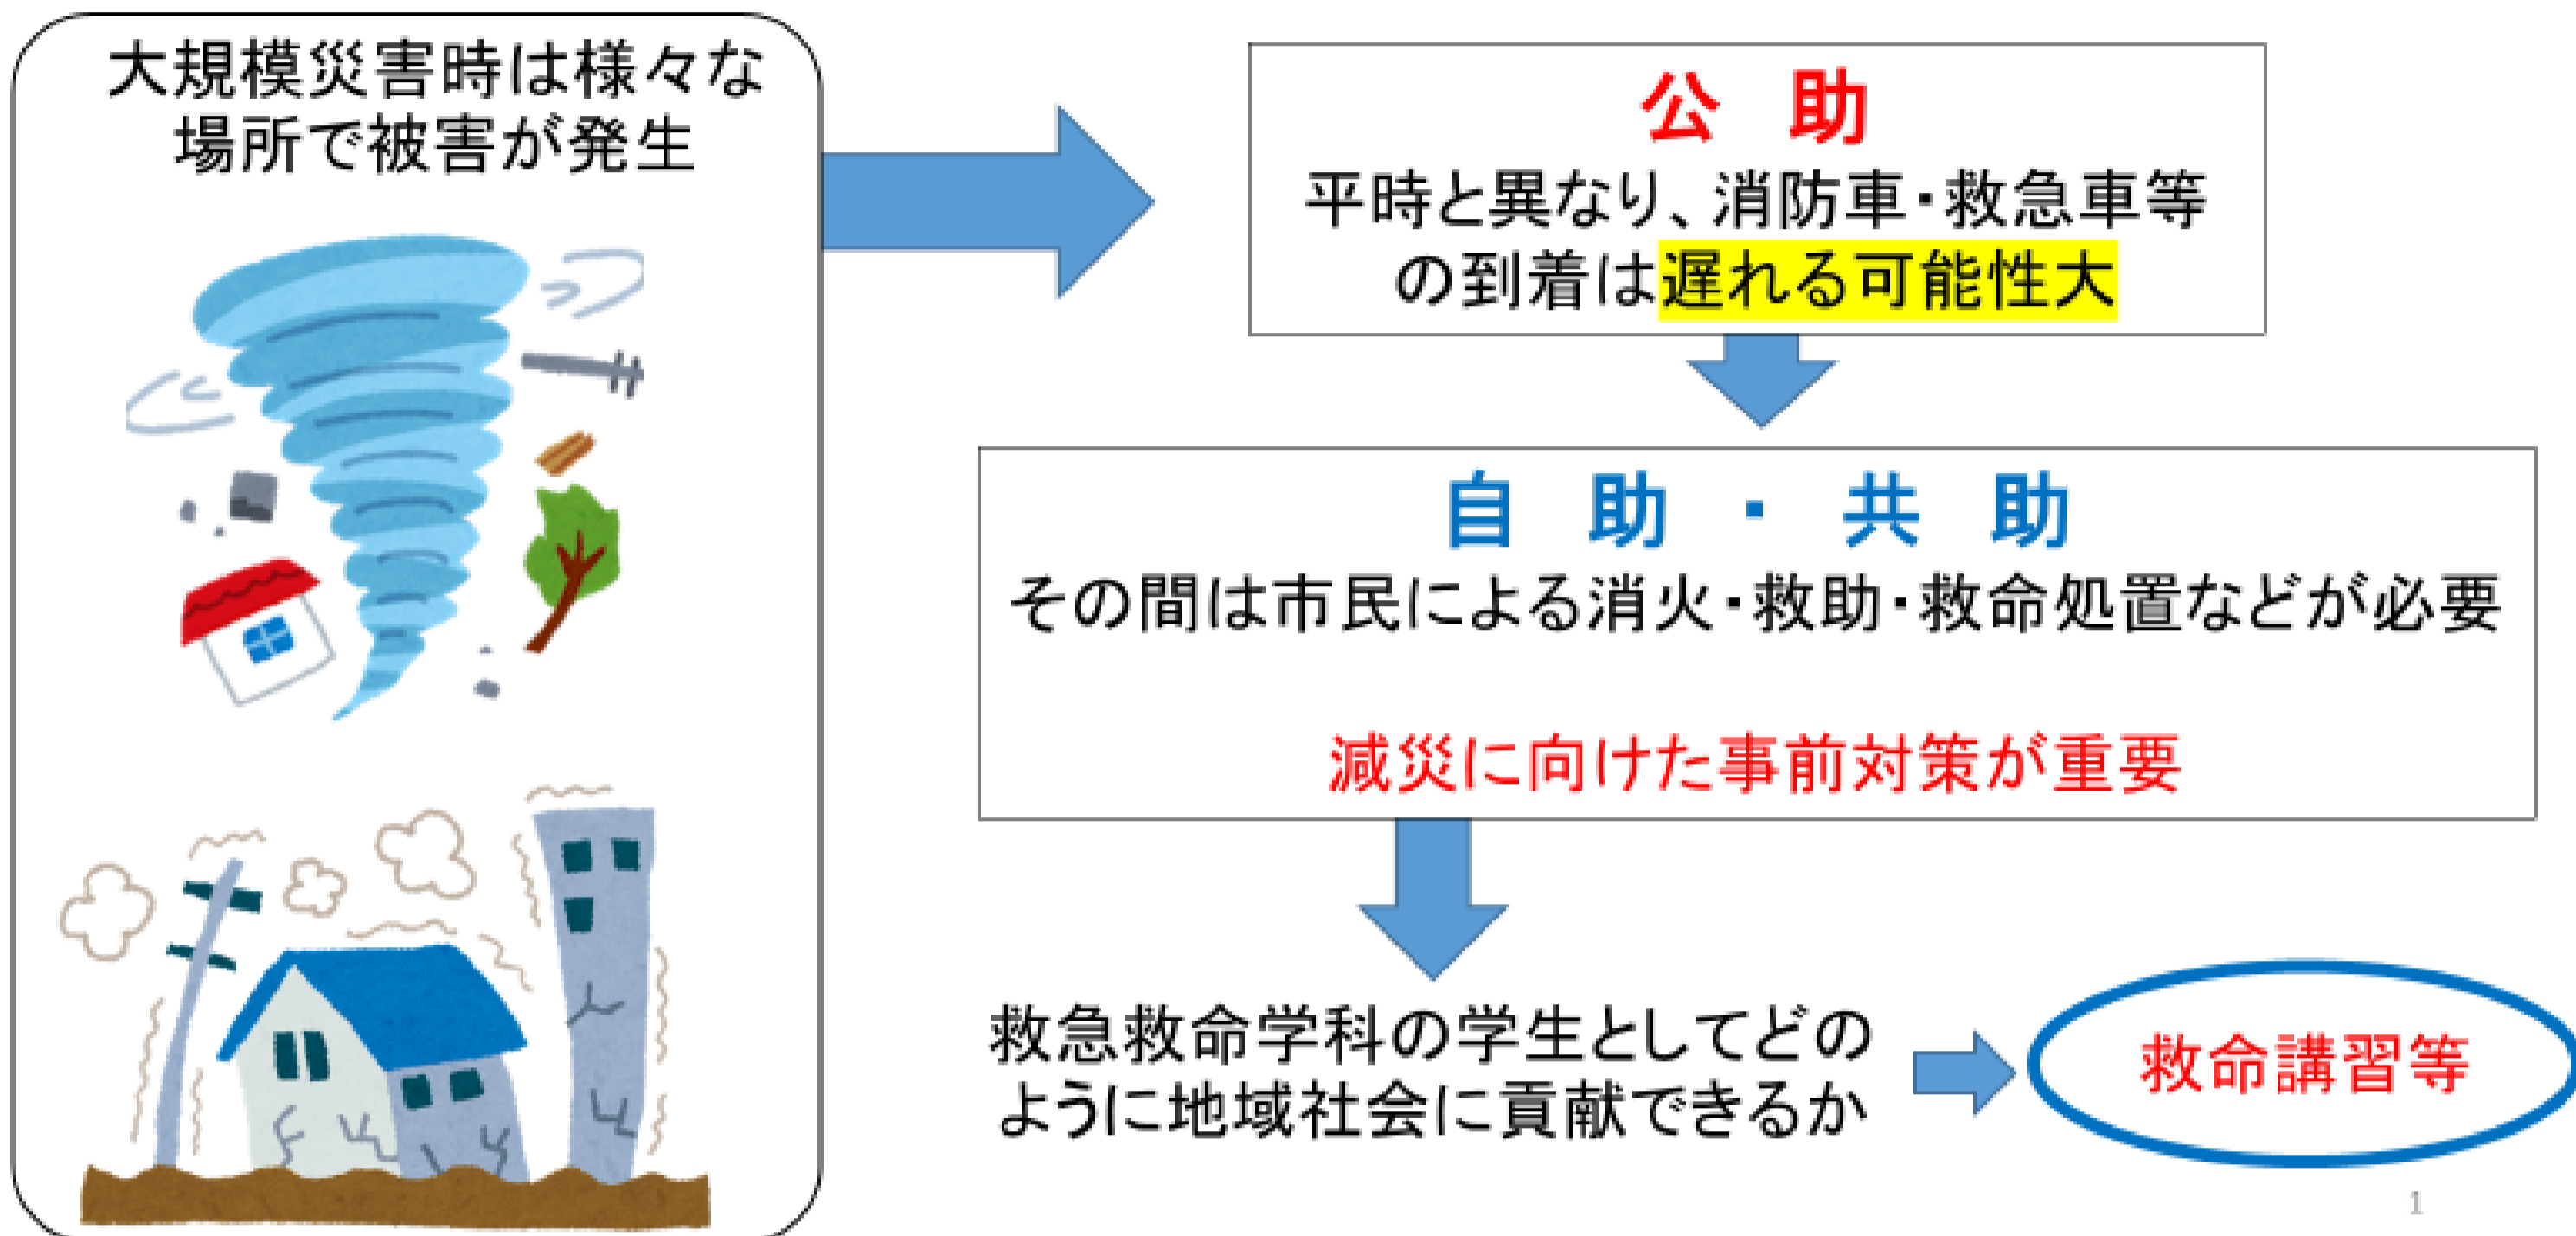 大規模災害時は様々な
場所で被害が発生
公 助
平時と異なり、消防車・救急車等
の到着は遅れる可能性大
自 助 ・ 共 助
その間は市民による消火・救助・救命処置などが必要
減災に向けた事前対策が重要
救急救命学科の学生としてどの
ように地域社会に貢献できるか
救命講習等
1